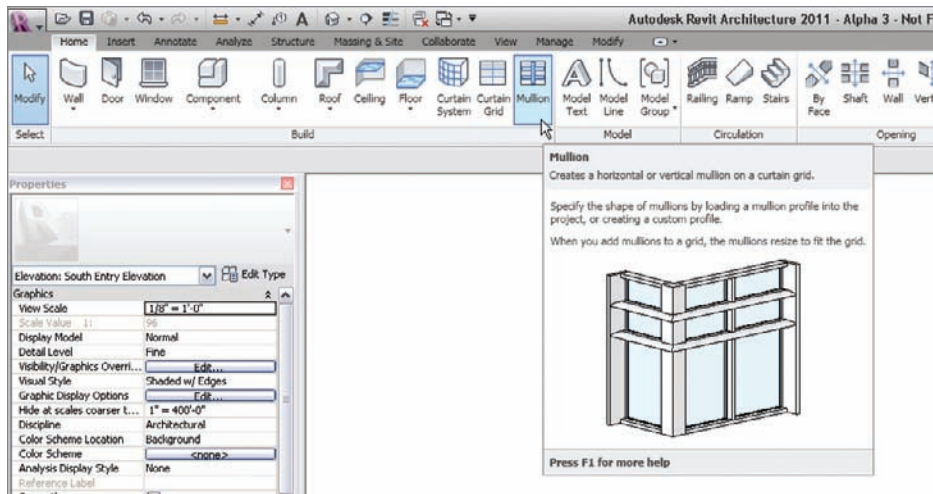 Autodesk Revit Architecture 2011 - Alpha 3 - Not F
Home Insert Annotate Analyze Structure Massing & Site Collaborate View Manage Modify
Modify Wall Door Window Component Column Roof Ceiling Floor Curtain System Curtain Grid Mullion Model Text Model Line Model Group Railing Ramp Stairs By Face Shaft Wall Vert
Select Build Model Circulation Opening
Mullion
Creates a horizontal or vertical mullion on a curtain grid.
Specify the shape of mullions by loading a mullion profile into the
project, or creating a custom profile.
When you add mullions to a grid, the mullions resize to fit the grid.
Press F1 for more help
Properties
Elevation: South Entry Elevation Edit Type
Graphics
View Scale 1/8" = 1'-0"
Scale Value 1: 96
Display Model Normal
Detail Level Fine
Visibility/Graphics Overri... Edit...
Visual Style Shaded w/ Edges
Graphic Display Options Edit...
Hide at scales coarser t... 1" = 400'-0"
Discipline Architectural
Color Scheme Location Background
Color Scheme <none>
Analysis Display Style None
Reference Label